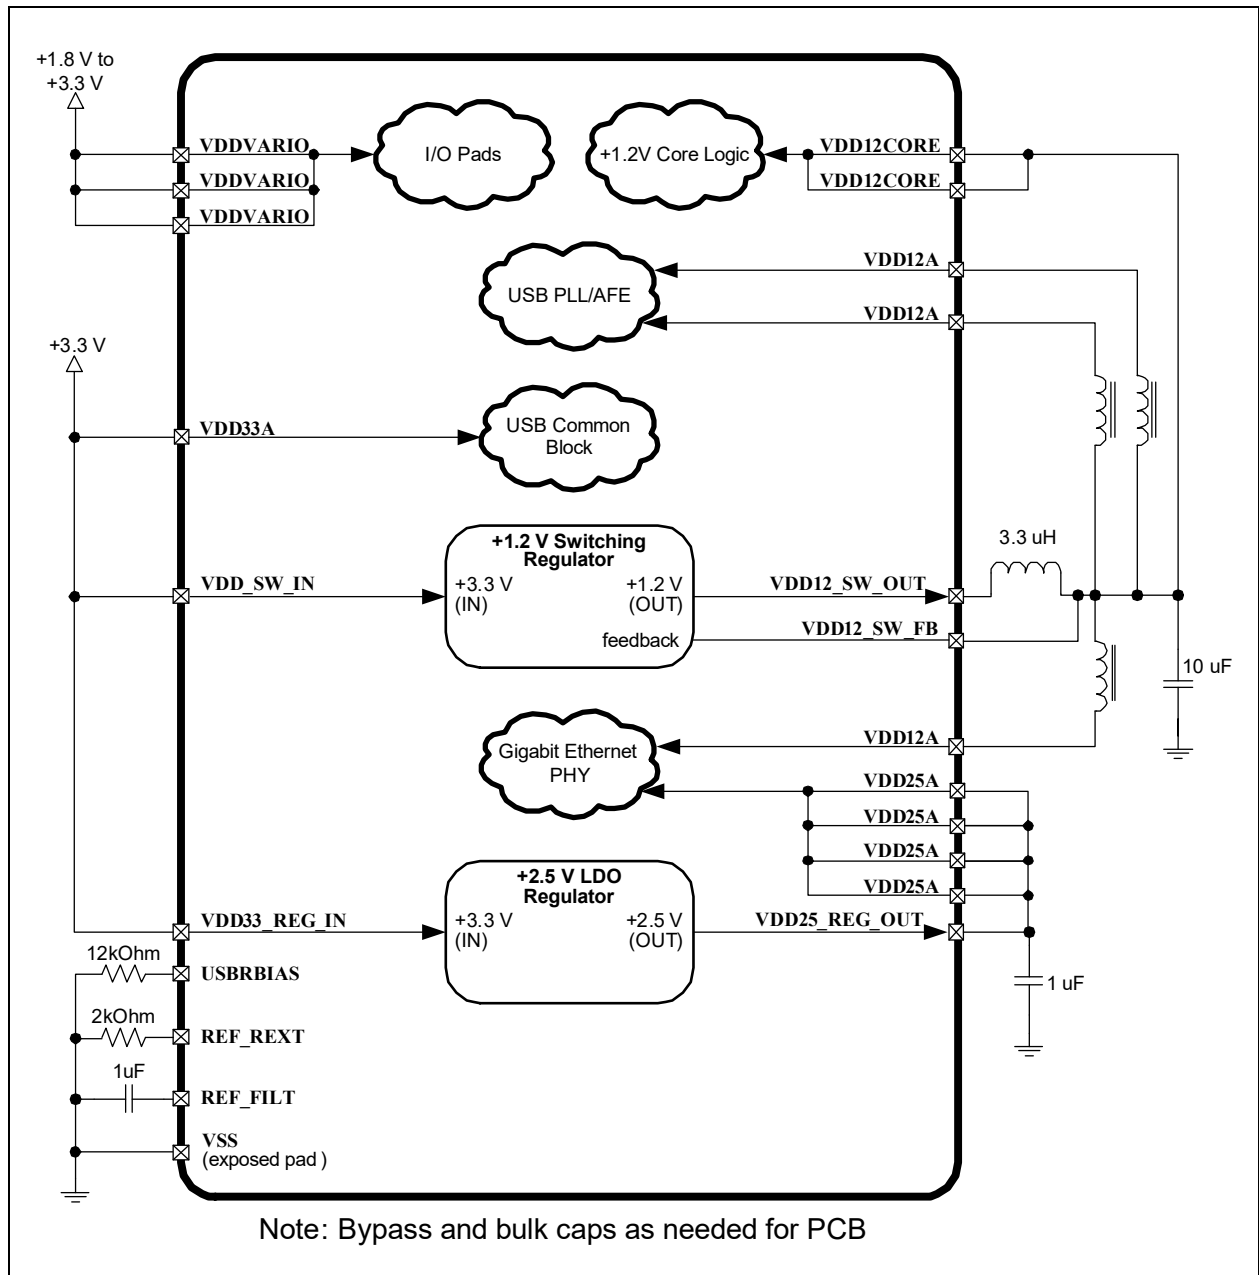 +1.8 V to
+3.3 V
VDDVARIO
I/O Pads
+1.2V Core Logic
VDD12CORE
VDDVARIO
VDD12CORE
VDDVARIO
VDD12A
USB PLL/AFE
VDD12A
+3.3 V
VDD33A
USB Common
Block
+1.2 V Switching
Regulator
3.3 uH
VDD_SW_IN
+3.3 V
(IN)
+1.2 V
(OUT)
VDD12_SW_OUT
feedback
VDD12_SW_FB
10 uF
Gigabit Ethernet
PHY
VDD12A
VDD25A
VDD25A
VDD25A
VDD25A
+2.5 V LDO
Regulator
VDD33_REG_IN
+3.3 V
(IN)
+2.5 V
(OUT)
VDD25_REG_OUT
12kOhm
USBRBIAS
1 uF
2kOhm
REF_REXT
1uF
REF_FILT
VSS
(exposed pad )
Note: Bypass and bulk caps as needed for PCB